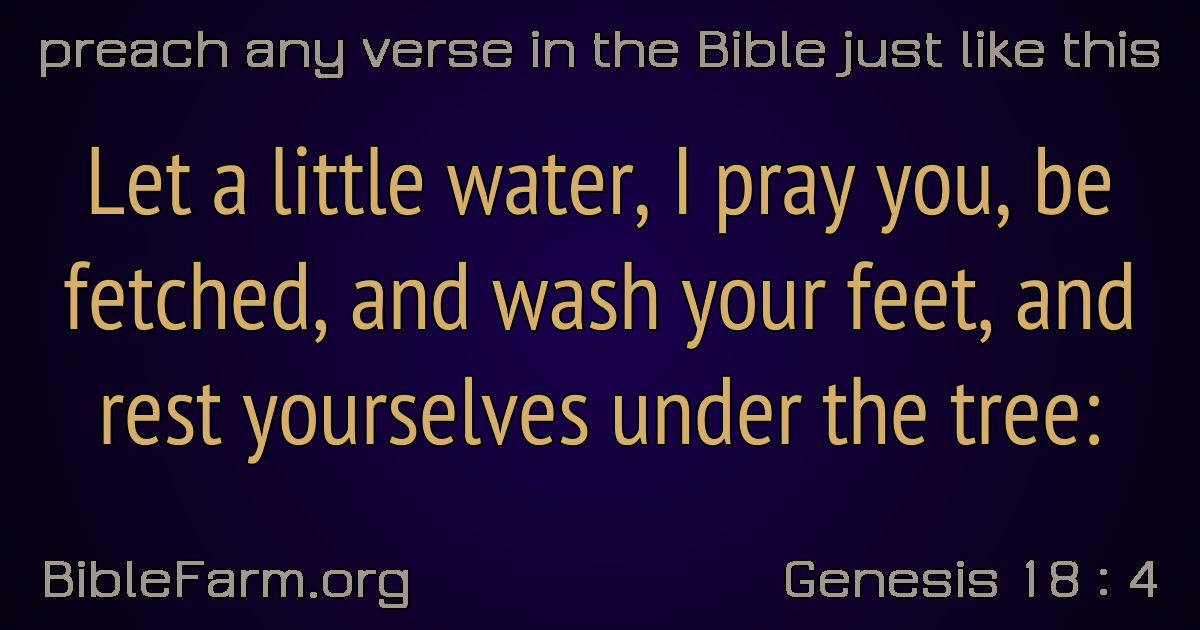 preach any verse in the Bible just like this
Let a little water, I pray you, be
fetched, and wash your feet, and
rest yourselves under the tree:
BibleFarm.org
Genesis 18 : 4